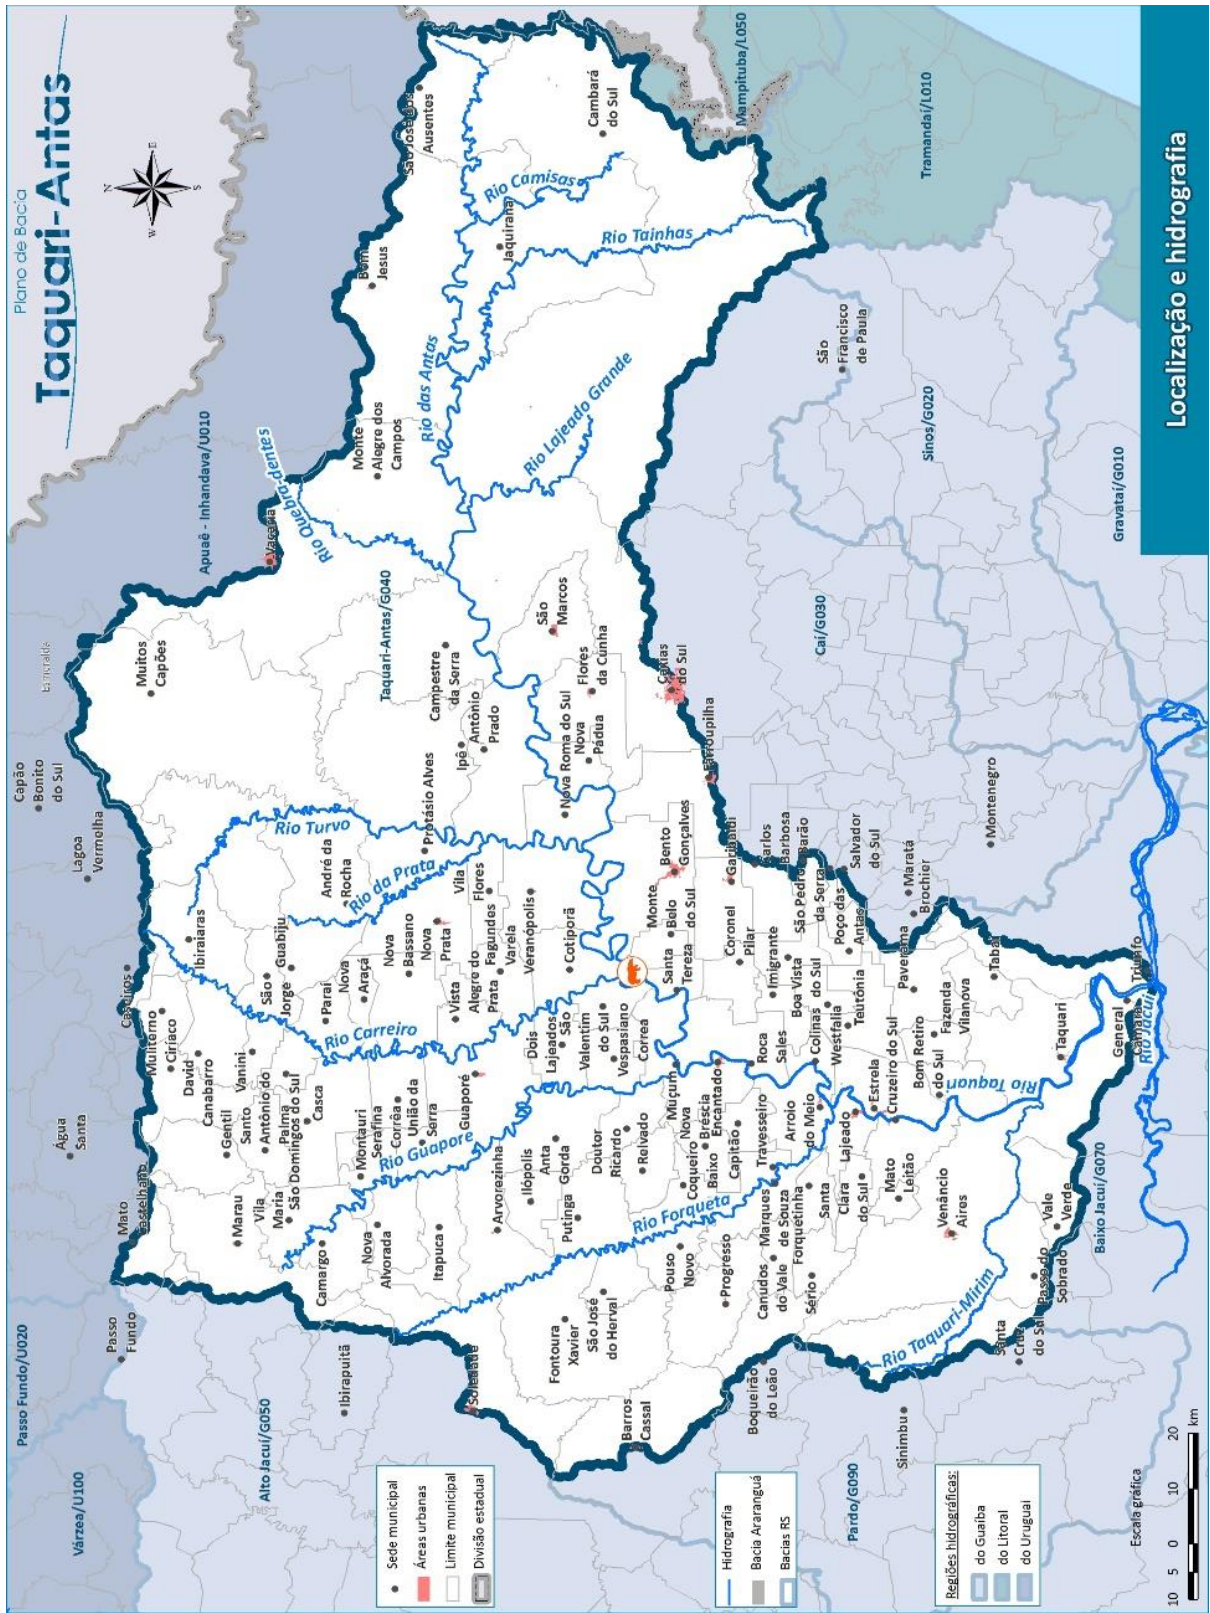 Plano de Bacia
Taquari-Antas
N
W
E
S
Passo Fundo/U020
Várzea/U100
Alto Jacuí/G050
Apuaê - Inhandava/U010
Taquari-Antas/G040
Mampituba/L050
Tramandaí/L010
Sinos/G020
Gravataí/G010
Caí/G030
Baixo Jacuí/G070
Pardo/G090
Passo
Fundo
Mato
Castelhano
Água
Santa
Caseiros
Lagoa
Vermelha
Capão
Bonito
do Sul
Esmeralda
Muitos
Capões
Vacaria
Rio Quebra-dentes
Monte
Alegre dos
Campos
Bom
Jesus
São José dos
Ausentes
Cambará
do Sul
Rio Camisas
Jaquirana
Rio Tainhas
Rio das Antas
Rio Lajeado Grande
São
Francisco
de Paula
São
Marcos
Campestre
da Serra
Ipê
Antônio
Prado
Flores
da Cunha
Nova Roma do Sul
Nova
Pádua
Caxias
do Sul
Farroupilha
Rio Turvo
Protásio Alves
André da
Rocha
Rio da Prata
Vila
Flores
Ibiraiaras
Guabiju
São
Jorge
Nova
Bassano
Nova
Prata
Nova
Araçá
Paraí
Fagundes
Varela
Veranópolis
Vista
Alegre do
Prata
Cotiporã
Rio Carreiro
Muliterno
Ciríaco
David
Canabarro
Vanini
Gentil
Santo
Antônio do
Palma
São Domingos do Sul
Casca
Marau
Vila
Maria
Camargo
Montauri
Serafina
Corrêa
União da
Serra
Guaporé
Rio Guapore
Nova
Alvorada
Itapuca
Arvorezinha
Ilópolis
Anta
Gorda
Putinga
Doutor
Ricardo
Relvado
Dois
Lajeados
São
Valentim
do Sul
Vespasiano
Correa
Muçum
Santa
Tereza
Monte
Belo
do Sul
Bento
Gonçalves
Garibaldi
Carlos
Barbosa
Barão
São Pedro
da Serra
Salvador
do Sul
Poço das
Antas
Coronel
Pilar
Imigrante
Boa Vista
do Sul
Colinas
Westfalia
Teutônia
Roca
Sales
Encantado
Nova
Bréscia
Coqueiro
Baixo
Capitão
Travesseiro
Arroio
do Meio
Lajeado
Estrela
Cruzeiro do Sul
Bom Retiro
do Sul
Fazenda
Vilanova
Paverama
Tabaí
Taquari
Maratá
Brochier
Montenegro
General
Câmara
Triunfo
Rio Jacuí
Rio Taquari
Ibirapuitã
Soledade
Fontoura
Xavier
São José
do Herval
Barros
Cassal
Pouso
Novo
Progresso
Rio Forqueta
Marques
de Souza
Canudos
do Vale
Forquetinha
Sério
Santa
Clara
do Sul
Mato
Leitão
Venâncio
Aires
Boqueirão
do Leão
Sinimbu
Rio Taquari-Mirim
Santa
Cruz
do Sul
Passo do
Sobrado
Vale
Verde
Sede municipal
Áreas urbanas
Limite municipal
Divisão estadual
Hidrografia
Bacia Araranguá
Bacias RS
Regiões hidrográficas:
do Guaíba
do Litoral
do Uruguai
Escala gráfica
10 5 0 10 20
km
Localização e hidrografia